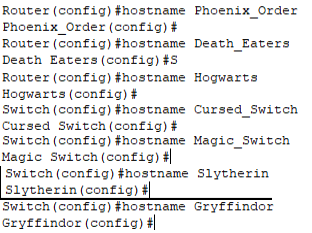 Router(config)#hostname Phoenix_Order
Phoenix_Order(config)#
Router(config)#hostname Death_Eaters
Death Eaters(config)#S
Router(config)#hostname Hogwarts
Hogwarts(config)#
Switch(config)#hostname Cursed_Switch
Cursed Switch(config)#
Switch(config)#hostname Magic_Switch
Magic Switch(config)#
Switch(config)#hostname Slytherin
Slytherin(config)#
Switch(config)#hostname Gryffindor
Gryffindor(config)#